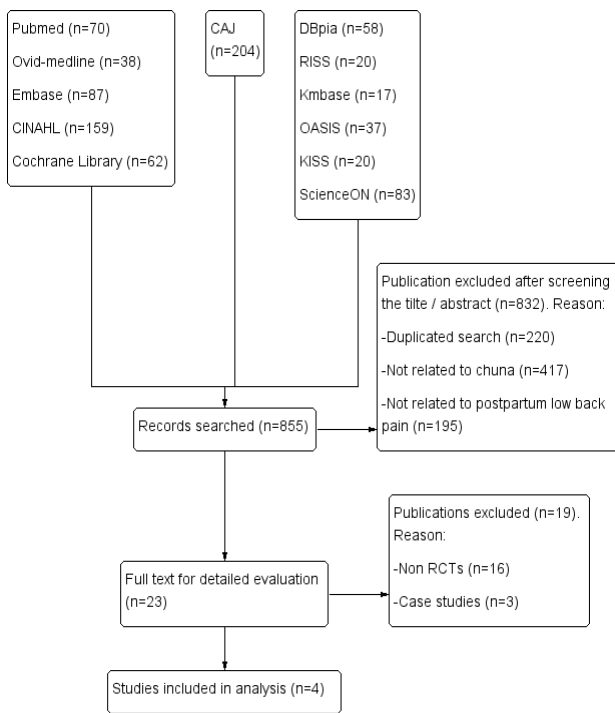 Pubmed (n=70)
Ovid-medline (n=38)
Embase (n=87)
CINAHL (n=159)
Cochrane Library (n=62)
CAJ
(n=204)
DBpia (n=58)
RISS (n=20)
Kmbase (n=17)
OASIS (n=37)
KISS (n=20)
ScienceON (n=83)
Publication excluded after screening
the tilte / abstract (n=832). Reason:
-Duplicated search (n=220)
-Not related to chuna (n=417)
-Not related to postpartum low back
pain (n=195)
Records searched (n=855)
Publications excluded (n=19).
Reason:
-Non RCTs (n=16)
-Case studies (n=3)
Full text for detailed evaluation
(n=23)
Studies included in analysis (n=4)